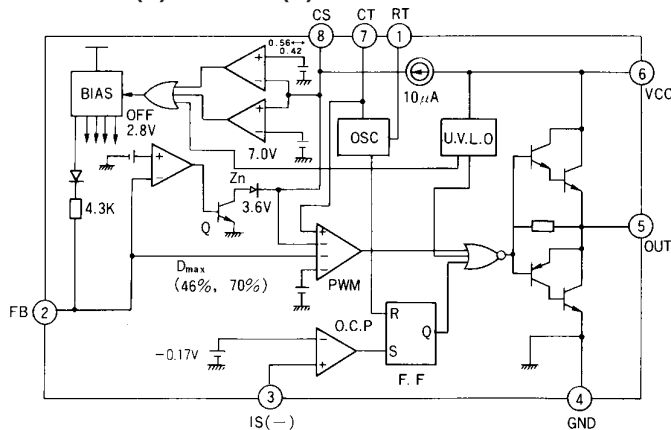 CS CT RT
8 7 1
0.56↔
0.42
6
VCC
10μA
BIAS
OFF
2.8V
OSC
U.V.L.O
7.0V
Zn
3.6V
4.3K
Q
5
OUT
Dmax
(46%, 70%)
PWM
FB
2
O.C.P
R
Q
S
-0.17V
F.F
3
4
IS(-)
GND